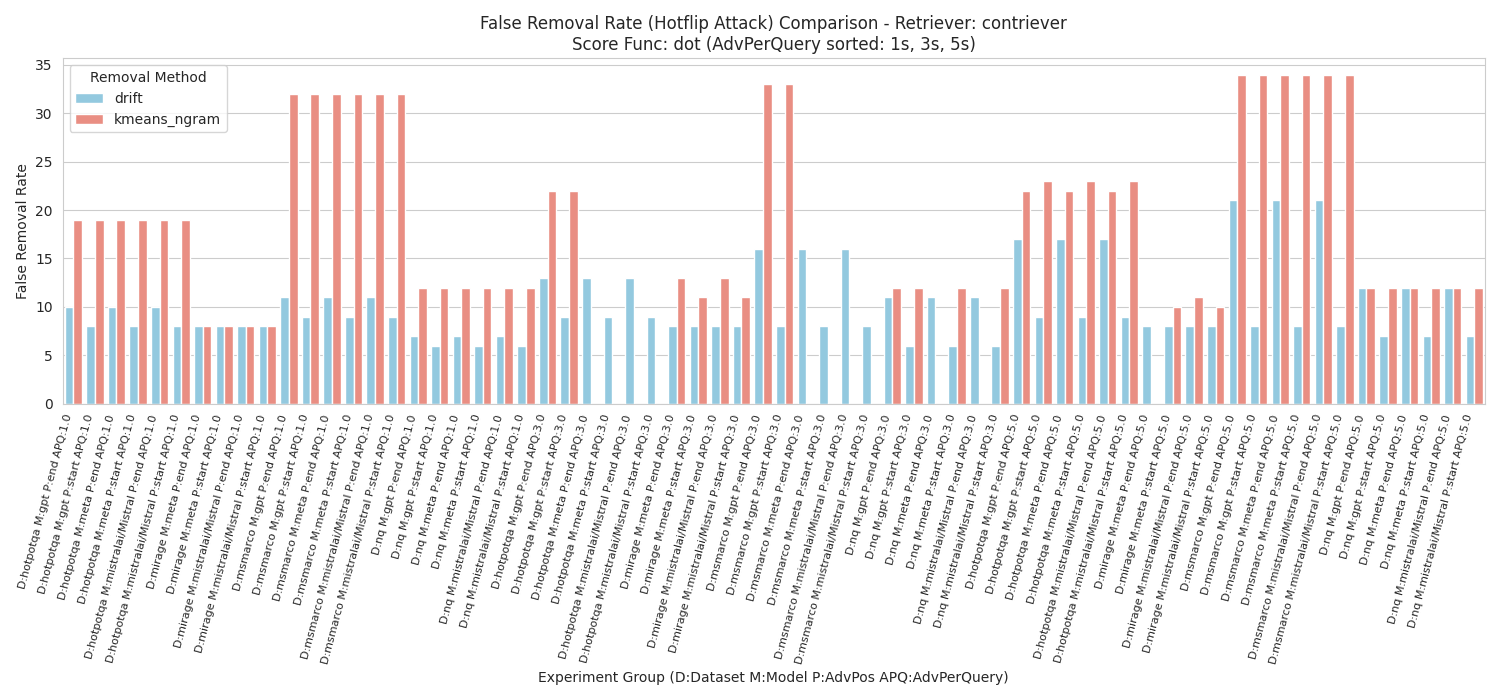 False Removal Rate (Hotflip Attack) Comparison - Retriever: contriever
Score Func: dot (AdvPerQuery sorted: 1s, 3s, 5s)
Removal Method
drift
kmeans_ngram
False Removal Rate
35
30
25
20
15
10
5
0
D:hotpotqa M:gpt P:end APQ:1.0
D:hotpotqa M:gpt P:start APQ:1.0
D:hotpotqa M:meta P:end APQ:1.0
D:hotpotqa M:meta P:start APQ:1.0
D:hotpotqa M:mistralai/Mistral P:end APQ:1.0
D:hotpotqa M:mistralai/Mistral P:start APQ:1.0
D:mirage M:meta P:end APQ:1.0
D:mirage M:meta P:start APQ:1.0
D:mirage M:mistralai/Mistral P:end APQ:1.0
D:mirage M:mistralai/Mistral P:start APQ:1.0
D:msmarco M:gpt P:end APQ:1.0
D:msmarco M:gpt P:start APQ:1.0
D:msmarco M:meta P:end APQ:1.0
D:msmarco M:meta P:start APQ:1.0
D:msmarco M:mistralai/Mistral P:end APQ:1.0
D:msmarco M:mistralai/Mistral P:start APQ:1.0
D:nq M:gpt P:end APQ:1.0
D:nq M:gpt P:start APQ:1.0
D:nq M:meta P:end APQ:1.0
D:nq M:meta P:start APQ:1.0
D:nq M:mistralai/Mistral P:end APQ:1.0
D:nq M:mistralai/Mistral P:start APQ:1.0
D:hotpotqa M:gpt P:end APQ:3.0
D:hotpotqa M:gpt P:start APQ:3.0
D:hotpotqa M:meta P:end APQ:3.0
D:hotpotqa M:meta P:start APQ:3.0
D:hotpotqa M:mistralai/Mistral P:end APQ:3.0
D:hotpotqa M:mistralai/Mistral P:start APQ:3.0
D:mirage M:meta P:end APQ:3.0
D:mirage M:meta P:start APQ:3.0
D:mirage M:mistralai/Mistral P:end APQ:3.0
D:mirage M:mistralai/Mistral P:start APQ:3.0
D:msmarco M:gpt P:end APQ:3.0
D:msmarco M:gpt P:start APQ:3.0
D:msmarco M:meta P:end APQ:3.0
D:msmarco M:meta P:start APQ:3.0
D:msmarco M:mistralai/Mistral P:end APQ:3.0
D:msmarco M:mistralai/Mistral P:start APQ:3.0
D:nq M:gpt P:end APQ:3.0
D:nq M:gpt P:start APQ:3.0
D:nq M:meta P:end APQ:3.0
D:nq M:meta P:start APQ:3.0
D:nq M:mistralai/Mistral P:end APQ:3.0
D:nq M:mistralai/Mistral P:start APQ:3.0
D:hotpotqa M:gpt P:end APQ:5.0
D:hotpotqa M:gpt P:start APQ:5.0
D:hotpotqa M:meta P:end APQ:5.0
D:hotpotqa M:meta P:start APQ:5.0
D:hotpotqa M:mistralai/Mistral P:end APQ:5.0
D:hotpotqa M:mistralai/Mistral P:start APQ:5.0
D:mirage M:meta P:end APQ:5.0
D:mirage M:meta P:start APQ:5.0
D:mirage M:mistralai/Mistral P:end APQ:5.0
D:mirage M:mistralai/Mistral P:start APQ:5.0
D:msmarco M:gpt P:end APQ:5.0
D:msmarco M:gpt P:start APQ:5.0
D:msmarco M:meta P:end APQ:5.0
D:msmarco M:meta P:start APQ:5.0
D:msmarco M:mistralai/Mistral P:end APQ:5.0
D:msmarco M:mistralai/Mistral P:start APQ:5.0
D:nq M:gpt P:end APQ:5.0
D:nq M:gpt P:start APQ:5.0
D:nq M:meta P:end APQ:5.0
D:nq M:meta P:start APQ:5.0
D:nq M:mistralai/Mistral P:end APQ:5.0
D:nq M:mistralai/Mistral P:start APQ:5.0
Experiment Group (D:Dataset M:Model P:AdvPos APQ:AdvPerQuery)